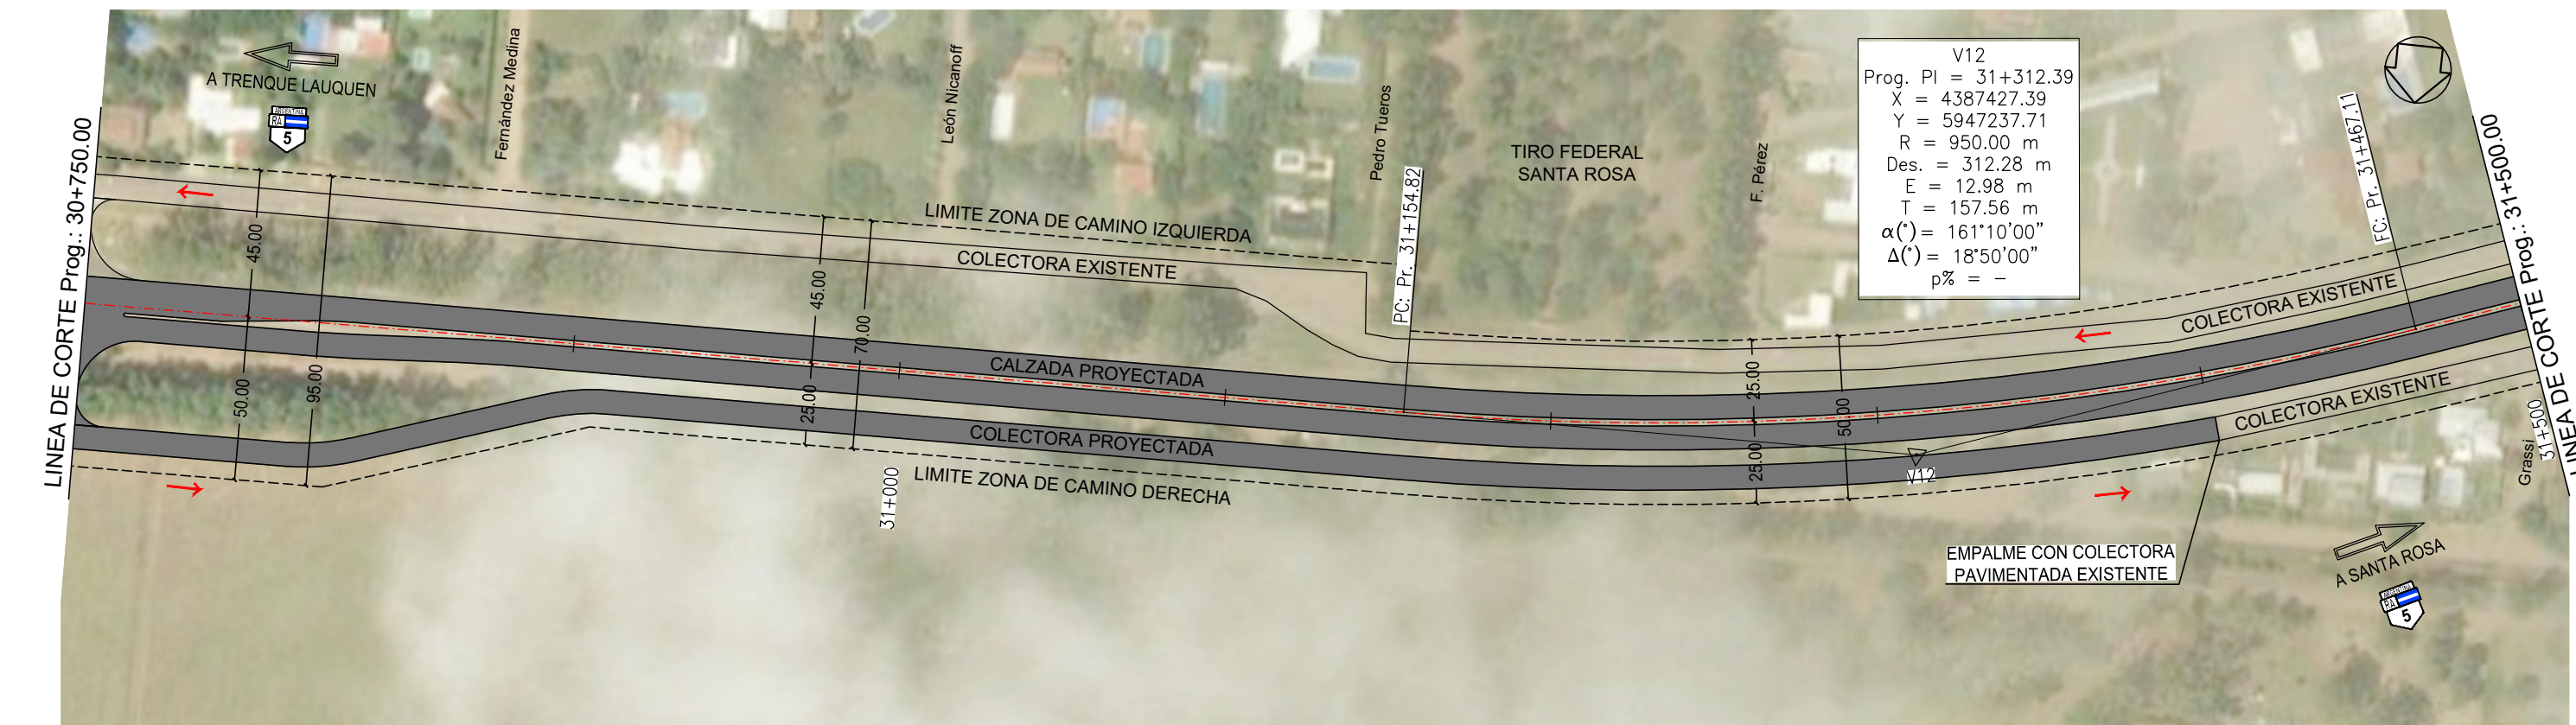 LINEA DE CORTE Prog.: 30+750.00
A TRENQUE LAUQUEN
ARGENTINA
RA
5
Fernández Medina
León Nicanoff
Pedro Tueros
PC: Pr. 31+154.82
TIRO FEDERAL
SANTA ROSA
F. Pérez
V12
Prog. PI = 31+312.39
X = 4387427.39
Y = 5947237.71
R = 950.00 m
Des. = 312.28 m
E = 12.98 m
T = 157.56 m
α(°)= 161°10'00"
Δ(°)= 18°50'00"
p% = -
FC: Pr. 31+467.11
LINEA DE CORTE Prog.: 31+500.00
LIMITE ZONA DE CAMINO IZQUIERDA
COLECTORA EXISTENTE
COLECTORA EXISTENTE
45.00
50.00
95.00
45.00
25.00
70.00
CALZADA PROYECTADA
COLECTORA PROYECTADA
LIMITE ZONA DE CAMINO DERECHA
31+000
25.00
25.00
50.00
V12
COLECTORA EXISTENTE
31+500
Grassi
EMPALME CON COLECTORA
PAVIMENTADA EXISTENTE
A SANTA ROSA
ARGENTINA
RA
5